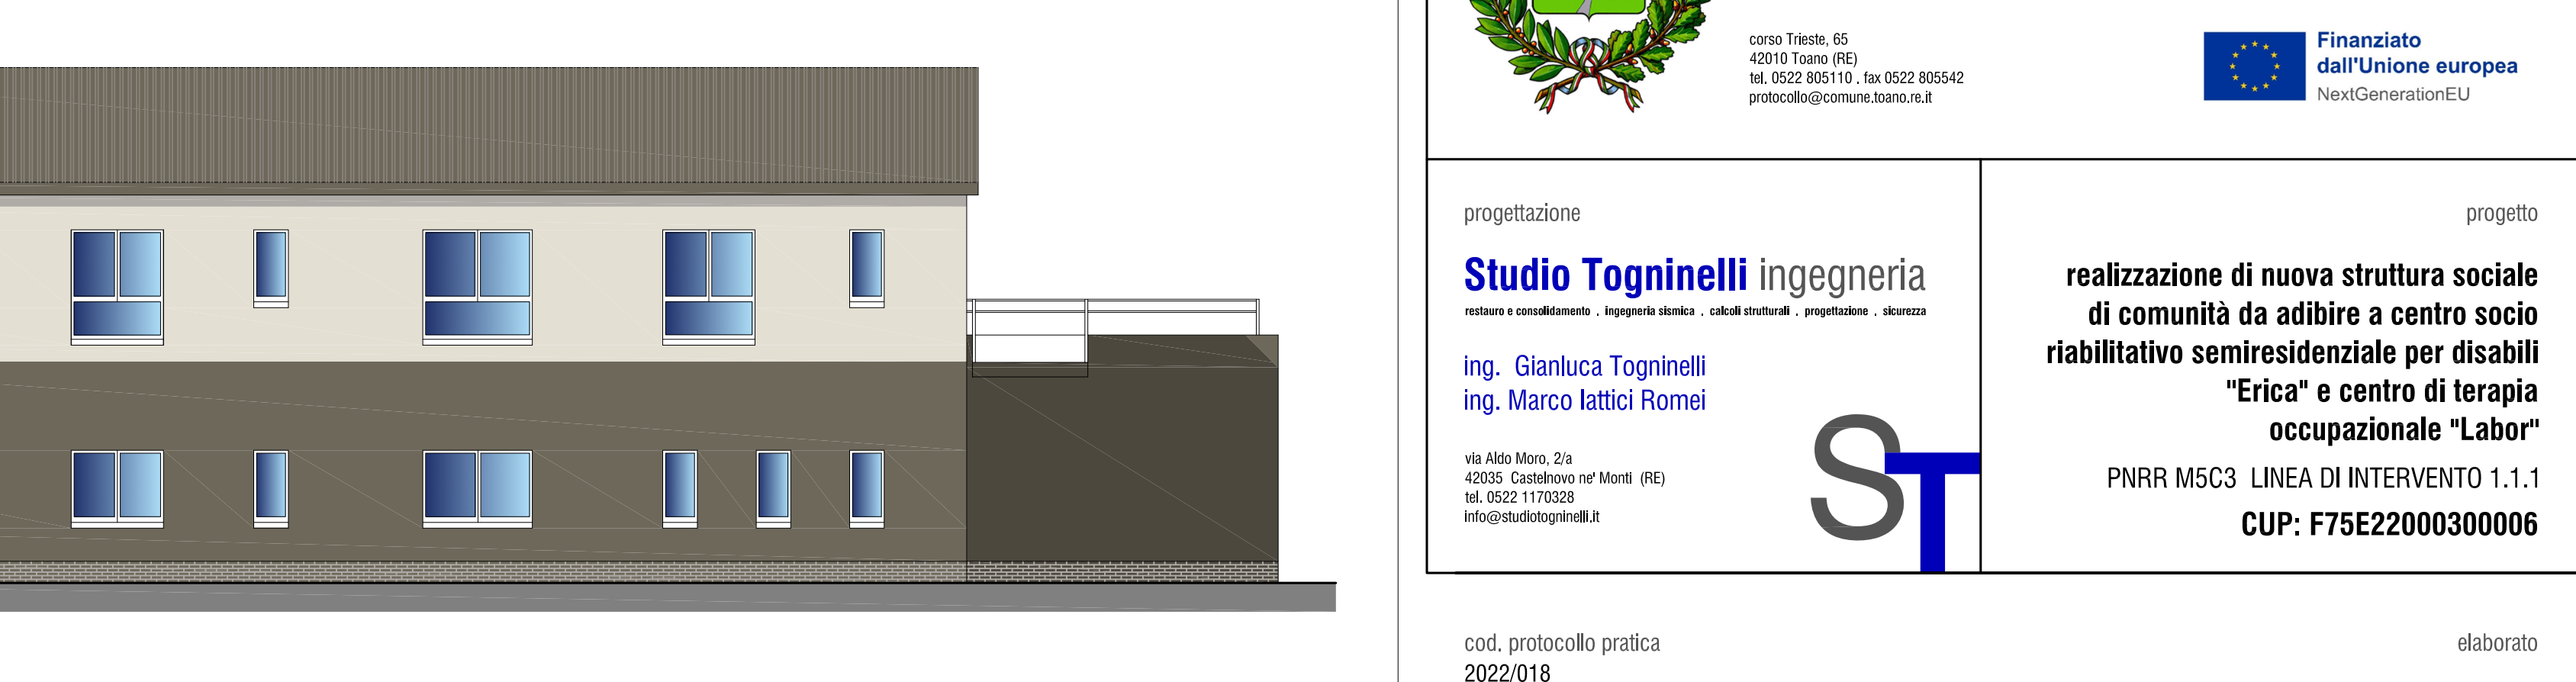 corso Trieste, 65
42010 Toano (RE)
tel. 0522 805110 . fax 0522 805542
protocollo@comune.toano.re.it
Finanziato
dall'Unione europea
NextGenerationEU
progettazione
Studio Togninelli ingegneria
restauro e consolidamento . ingegneria sismica . calcoli strutturali . progettazione . sicurezza
ing. Gianluca Togninelli
ing. Marco Iattici Romei
via Aldo Moro, 2/a
42035 Castelnovo ne' Monti (RE)
tel. 0522 1170328
info@studiotogninelli.it
ST
progetto
realizzazione di nuova struttura sociale
di comunità da adibire a centro socio
riabilitativo semiresidenziale per disabili
"Erica" e centro di terapia
occupazionale "Labor"
PNRR M5C3 LINEA DI INTERVENTO 1.1.1
CUP: F75E22000300006
cod. protocollo pratica
2022/018
elaborato